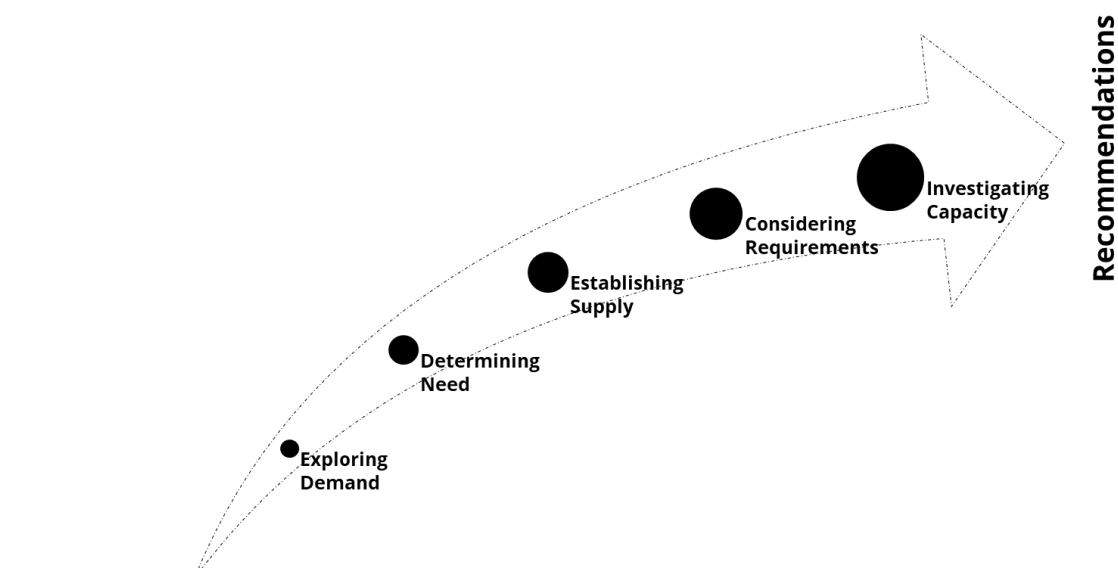 Exploring
Demand
Determining
Need
Establishing
Supply
Considering
Requirements
Investigating
Capacity
Recommendations